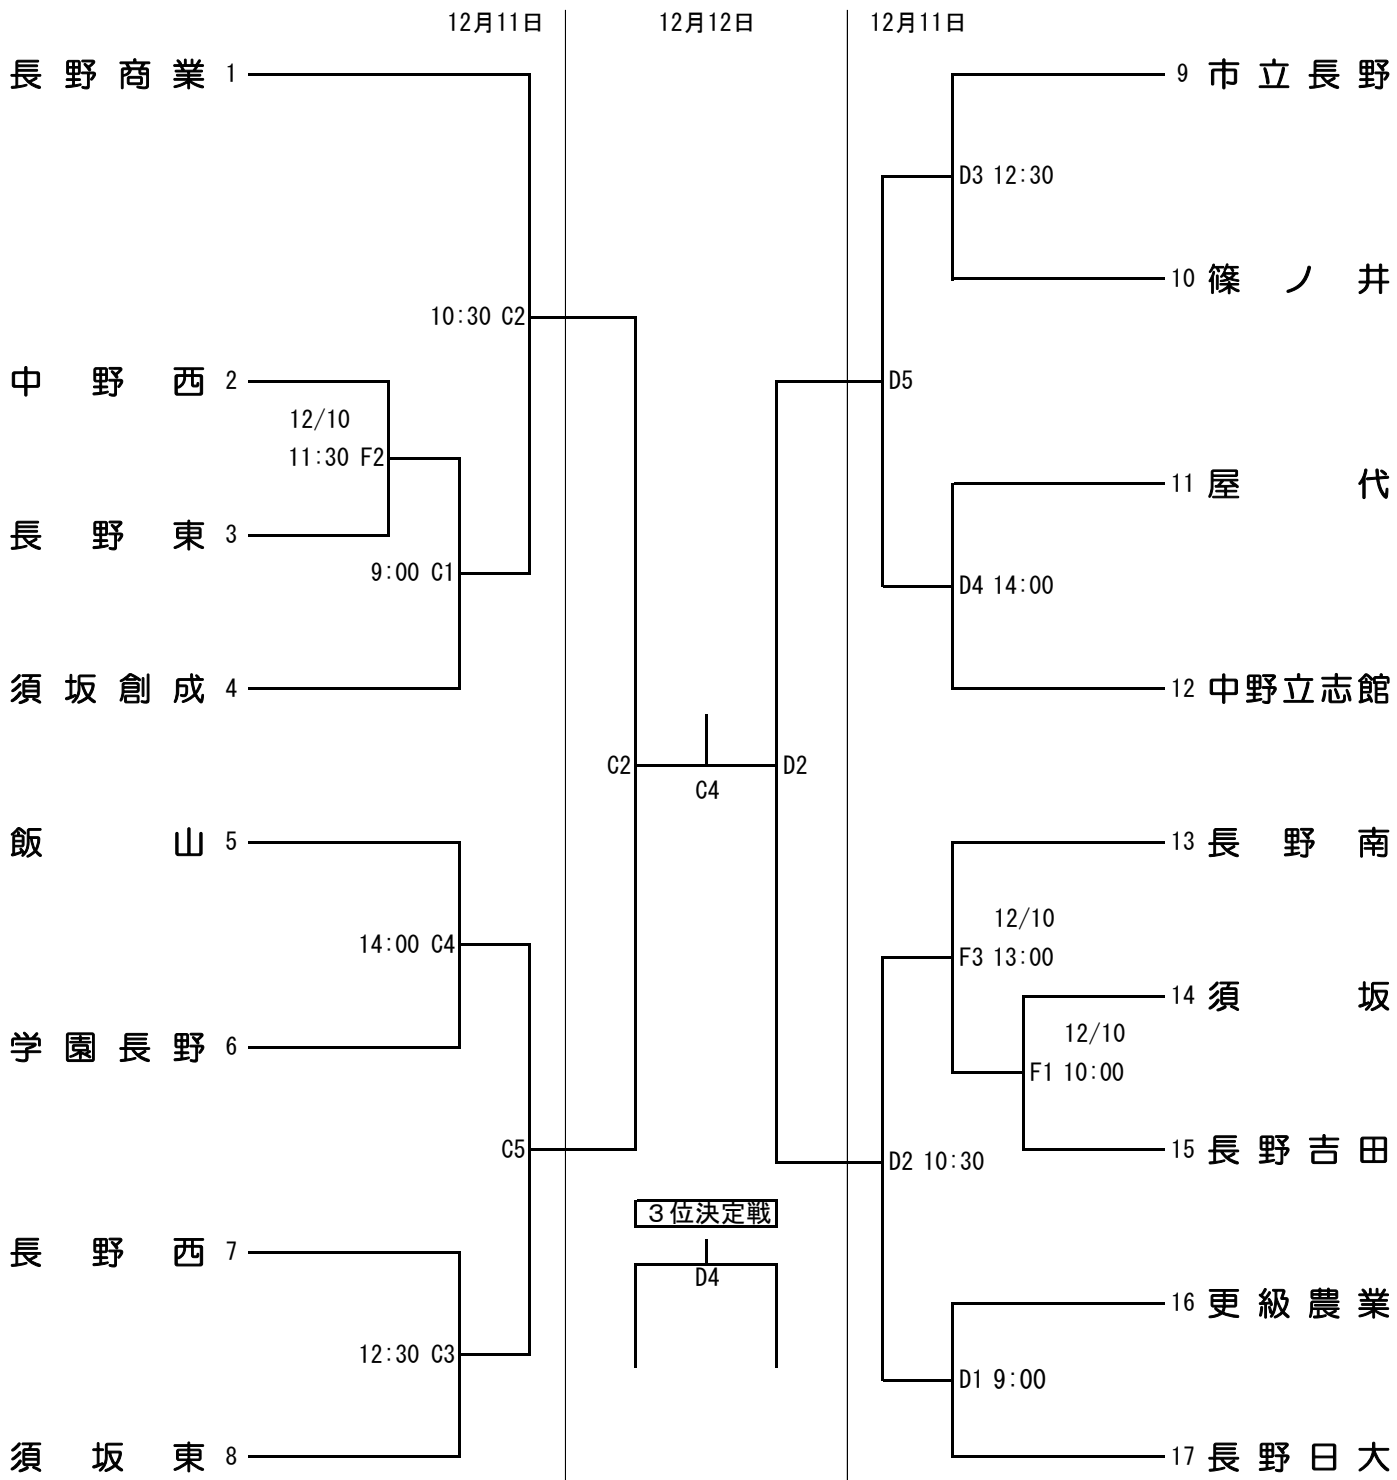 12月11日 12月12日 12月11日
長野商業 1
9 市立長野
D3 12:30
10 篠ノ井
10:30 C2
中野西 2
D5
12/10
11:30 F2
11 屋代
長野東 3
9:00 C1
D4 14:00
須坂創成 4
12 中野立志館
C2
D2
C4
飯山 5
13 長野南
12/10
14:00 C4
F3 13:00
14 須坂
12/10
学園長野 6
F1 10:00
C5
15 長野吉田
D2 10:30
3位決定戦
長野西 7
D4
16 更級農業
12:30 C3
D1 9:00
須坂東 8
17 長野日大